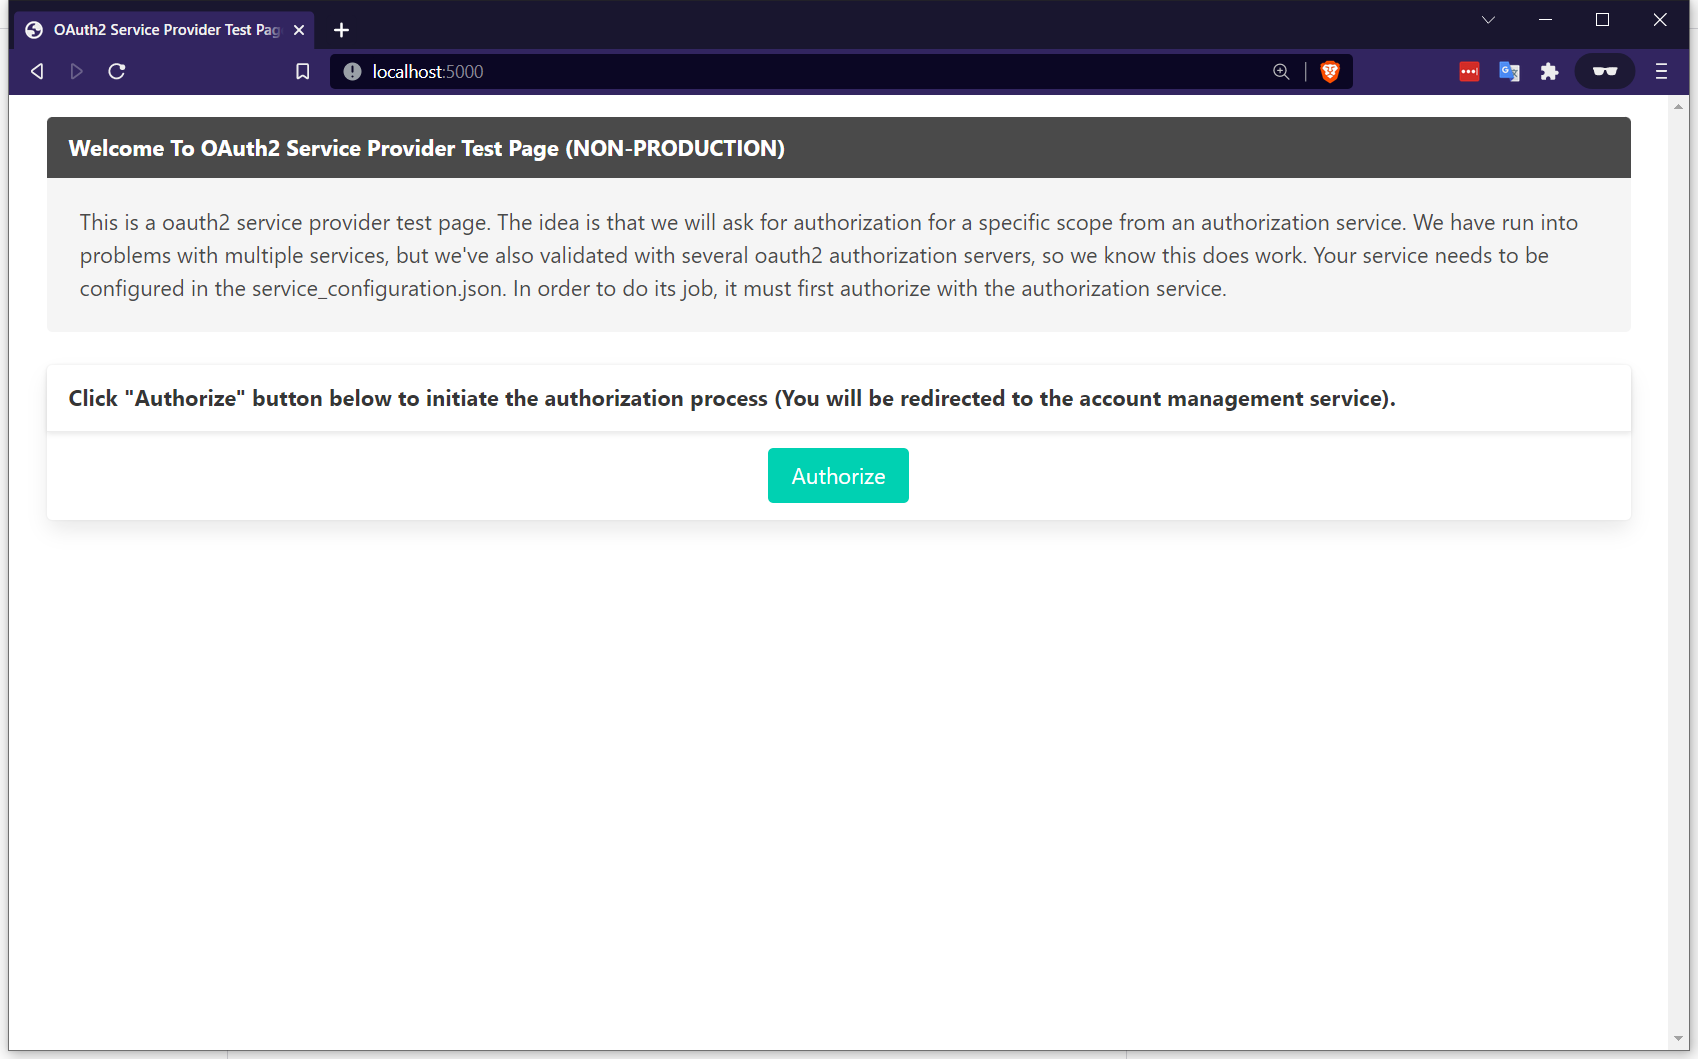 OAuth2 Service Provider Test Pag
localhost:5000
Welcome To OAuth2 Service Provider Test Page (NON-PRODUCTION)
This is a oauth2 service provider test page. The idea is that we will ask for authorization for a specific scope from an authorization service. We have run into
problems with multiple services, but we've also validated with several oauth2 authorization servers, so we know this does work. Your service needs to be
configured in the service_configuration.json. In order to do its job, it must first authorize with the authorization service.
Click "Authorize" button below to initiate the authorization process (You will be redirected to the account management service).
Authorize